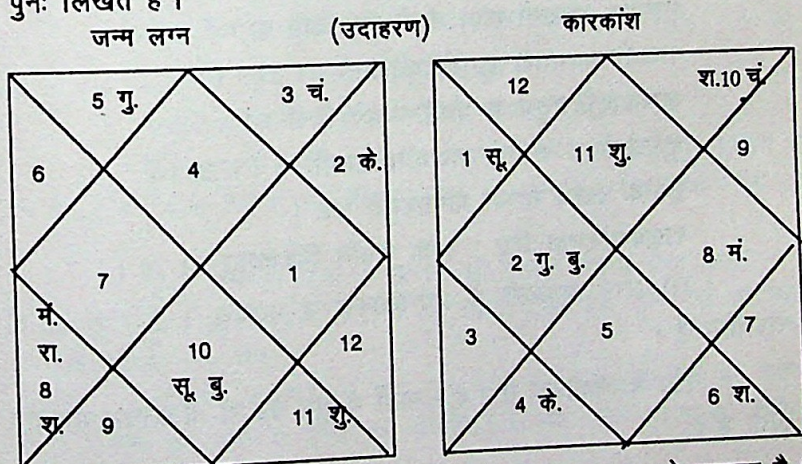 पुनः लिखते हैं ।
जन्म लग्न (उदाहरण) कारकांश
5 गु. 3 चं.
6 4 2 के.
7 1
मं.
रा.
8
श.
10
सू. बु.
12
9 11 शु.
12 श.10 चं.
1 सू. 11 शु. 9
2 गु. बु. 8 मं.
3 5 7
4 के. 6 श.